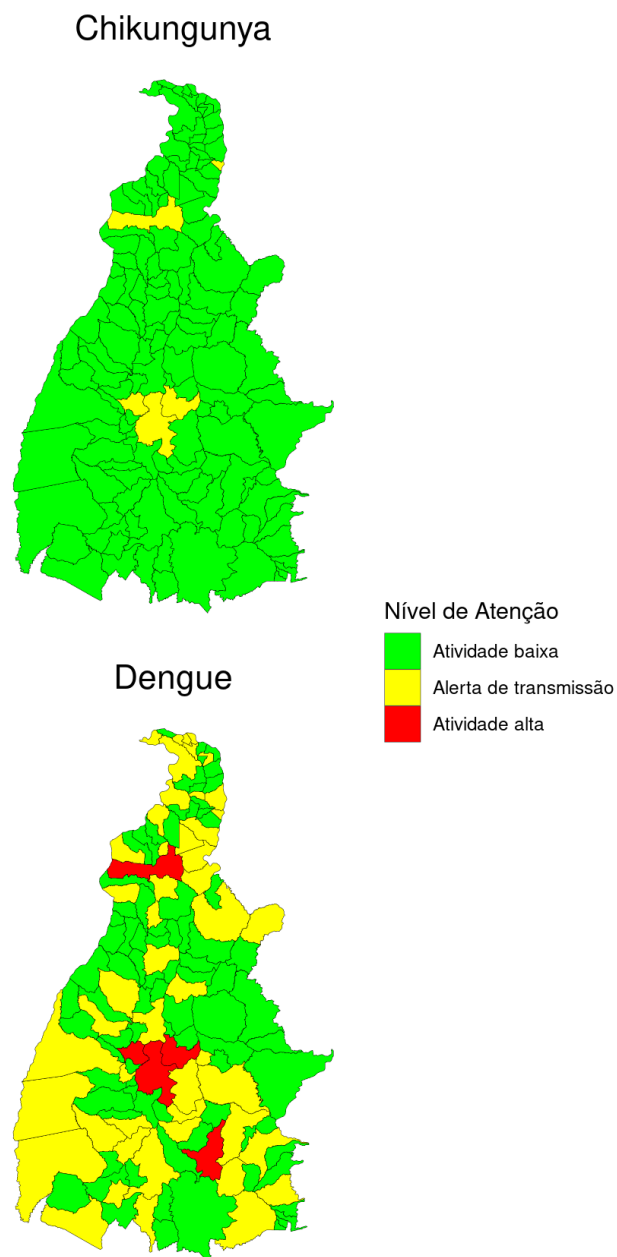 Chikungunya
Nível de Atenção
Atividade baixa
Alerta de transmissão
Atividade alta
Dengue